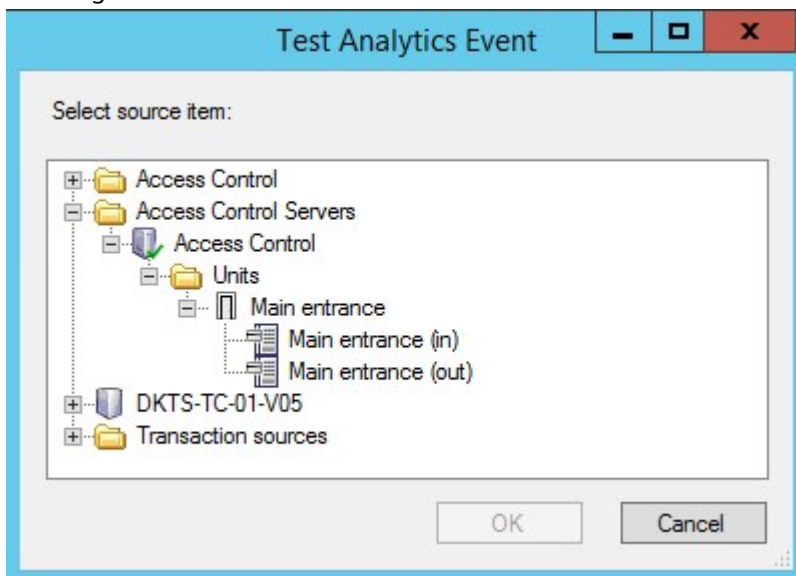 Test Analytics Event
Select source item:
Access Control
Access Control Servers
Access Control
Units
Main entrance
Main entrance (in)
Main entrance (out)
DKTS-TC-01-V05
Transaction sources
OK Cancel